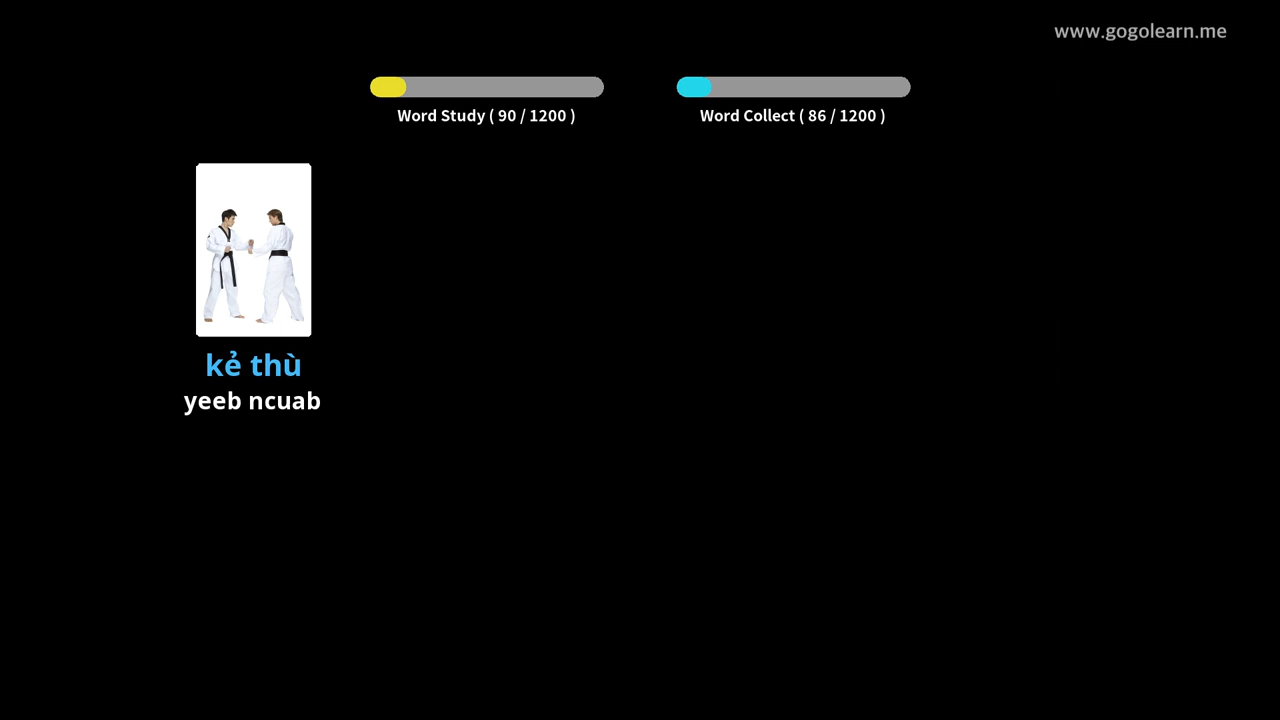 www.gogolearn.me
Word Study ( 90 / 1200 )
Word Collect ( 86 / 1200 )
kẻ thù
yeeb ncuab